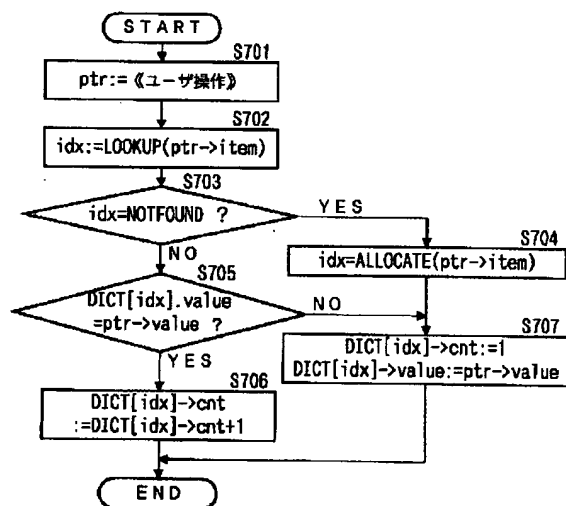 START
S701
ptr:=《ユーザ操作》
S702
idx:=LOOKUP(ptr->item)
S703
idx=NOTFOUND ?
YES
NO
S704
idx=ALLOCATE(ptr->item)
S705
DICT[idx].value
=ptr->value ?
NO
YES
S707
DICT[idx]->cnt:=1
DICT[idx]->value:=ptr->value
S706
DICT[idx]->cnt
:=DICT[idx]->cnt+1
END